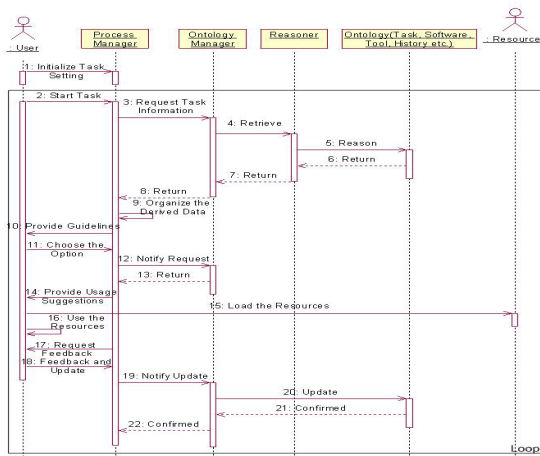 : User
Process
Manager
Ontology
Manager
Reasoner
Ontology(Task, Software,
Tool, History etc.)
: Resource
1: Initialize Task
Setting
2: Start Task
3: Request Task
Information
4: Retrieve
5: Reason
6: Return
7: Return
8: Return
9: Organize the
Derived Data
10: Provide Guidelines
11: Choose the
Option
12: Notify Request
13: Return
14: Provide Usage
Suggestions
15: Load the Resources
16: Use the
Resources
17: Request
Feedback
18: Feedback and
Update
19: Notify Update
20: Update
21: Confirmed
22: Confirmed
Loop